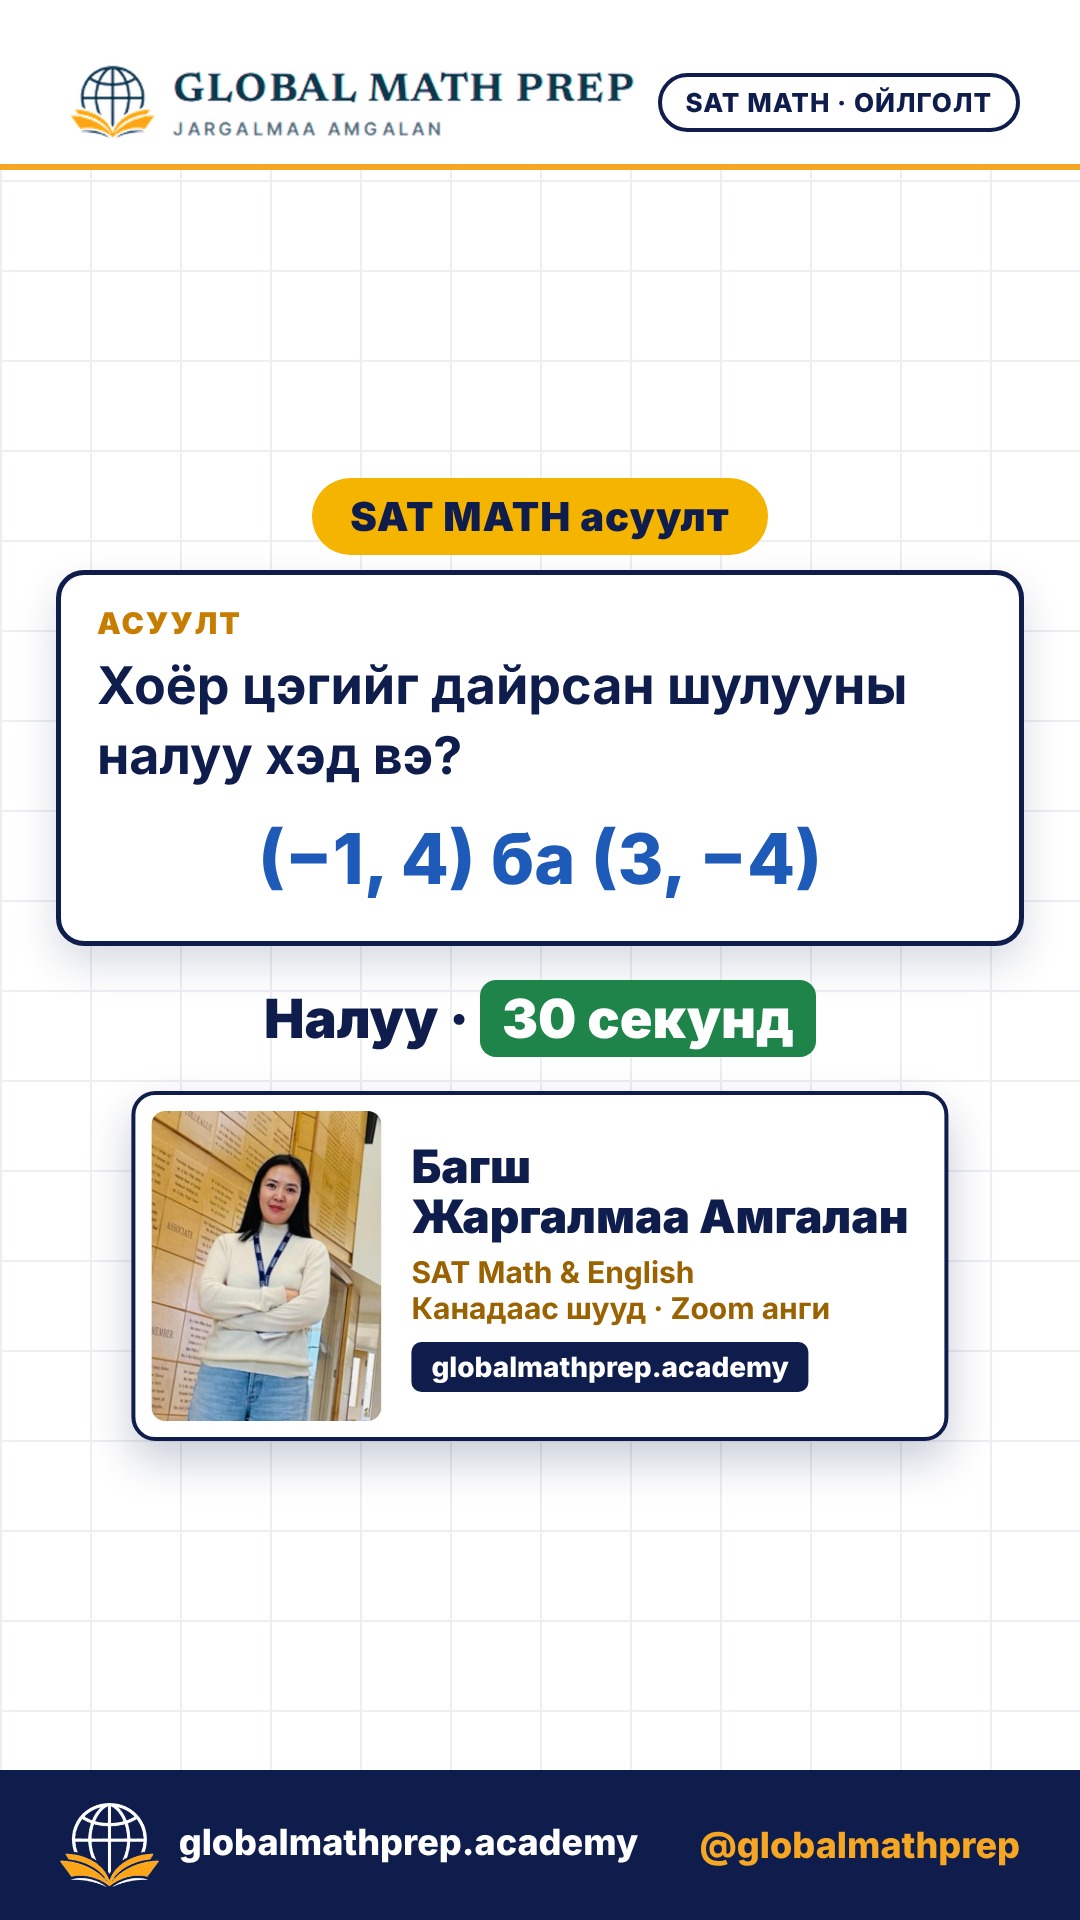 GLOBAL MATH PREP
JARGALMAA AMGALAN
SAT MATH · ОЙЛГОЛТ
SAT MATH асуулт
АСУУЛТ
Хоёр цэгийг дайрсан шулууны
налуу хэд вэ?
(−1, 4) ба (3, −4)
Налуу · 30 секунд
Багш
Жаргалмаа Амгалан
SAT Math & English
Канадаас шууд · Zoom анги
globalmathprep.academy
globalmathprep.academy
@globalmathprep